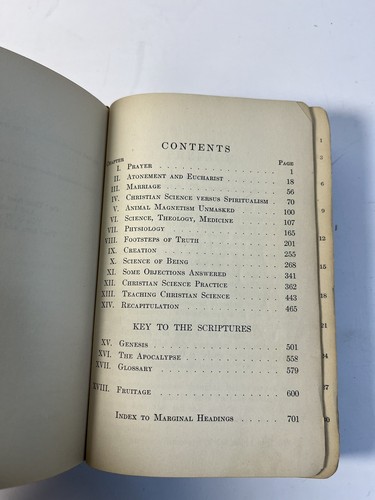 CONTENTS
CHAPTER PAGE
I. PRAYER . . . . . . . . . . . 1
II. ATONEMENT AND EUCHARIST . . . . . 18
III. MARRIAGE . . . . . . . . . . 56
IV. CHRISTIAN SCIENCE VERSUS SPIRITUALISM . 70
V. ANIMAL MAGNETISM UNMASKED . . . . 100
VI. SCIENCE, THEOLOGY, MEDICINE . . . . 107
VII. PHYSIOLOGY . . . . . . . . . 165
VIII. FOOTSTEPS OF TRUTH . . . . . . . 201
IX. CREATION . . . . . . . . . . 255
X. SCIENCE OF BEING . . . . . . . 268
XI. SOME OBJECTIONS ANSWERED . . . . . 341
XII. CHRISTIAN SCIENCE PRACTICE . . . . 362
XIII. TEACHING CHRISTIAN SCIENCE . . . . 443
XIV. RECAPITULATION . . . . . . . . 465
KEY TO THE SCRIPTURES
XV. GENESIS . . . . . . . . . . 501
XVI. THE APOCALYPSE . . . . . . . . 558
XVII. GLOSSARY . . . . . . . . . . 579
XVIII. FRUITAGE . . . . . . . . . . 600
INDEX TO MARGINAL HEADINGS . . . . . 701